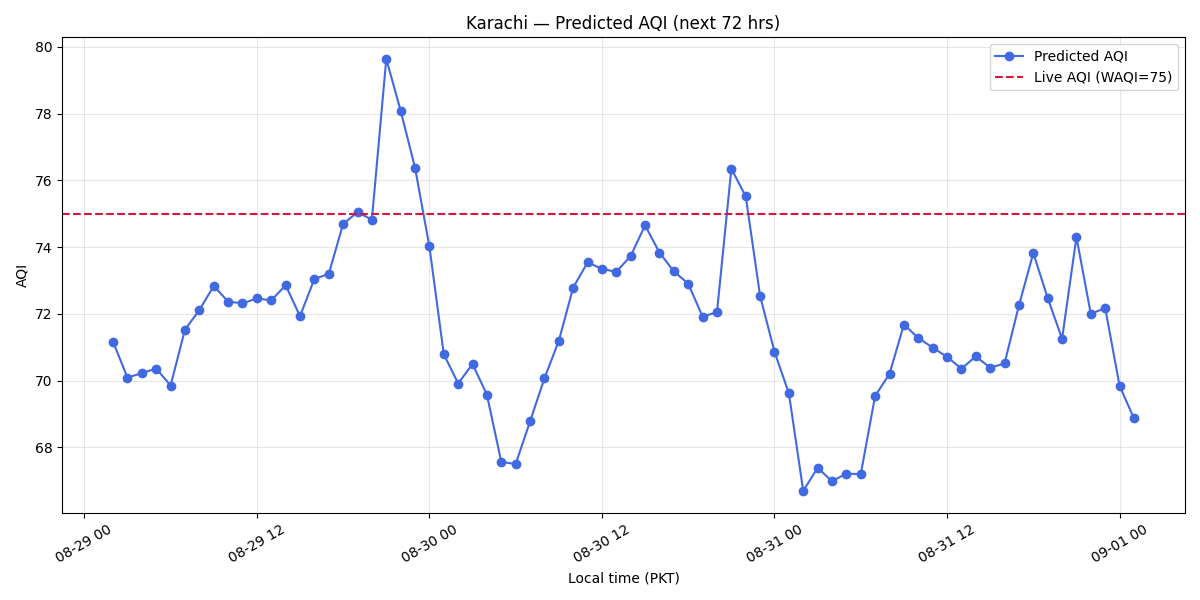 Karachi — Predicted AQI (next 72 hrs)
Predicted AQI
Live AQI (WAQI=75)
80
78
76
74
72
70
68
AQI
08-29 00
08-29 12
08-30 00
08-30 12
08-31 00
08-31 12
09-01 00
Local time (PKT)